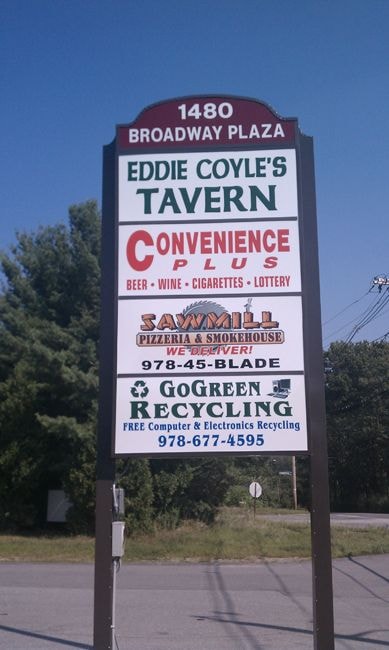 1480
BROADWAY PLAZA
EDDIE COYLE'S
TAVERN
CONVENIENCE
PLUS
BEER • WINE • CIGARETTES • LOTTERY
SAWMILL
PIZZERIA & SMOKEHOUSE
WE DELIVER!
978-45-BLADE
GOGREEN
RECYCLING
FREE Computer & Electronics Recycling
978-677-4595